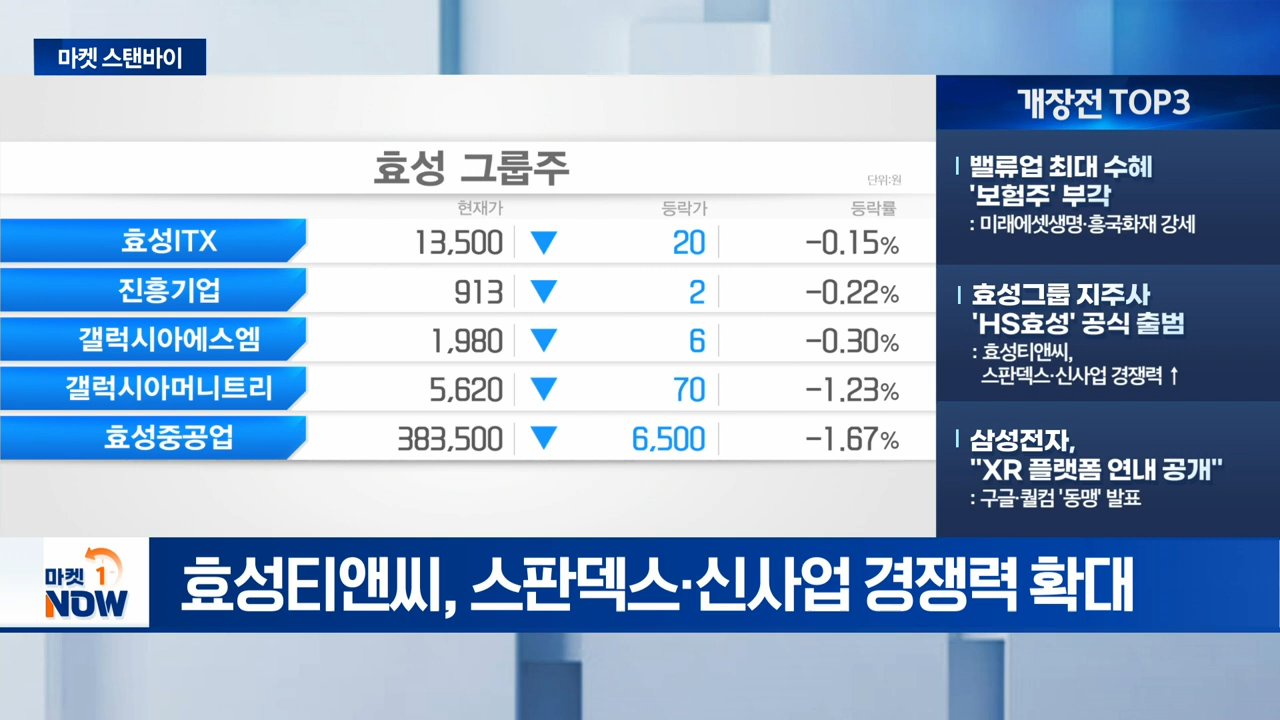 마켓 스탠바이
효성 그룹주
단위:원
현재가 등락가 등락률
효성ITX 13,500 ▼ 20 -0.15%
진흥기업 913 ▼ 2 -0.22%
갤럭시아에스엠 1,980 ▼ 6 -0.30%
갤럭시아머니트리 5,620 ▼ 70 -1.23%
효성중공업 383,500 ▼ 6,500 -1.67%
개장전 TOP3
밸류업 최대 수혜
'보험주' 부각
: 미래에셋생명·흥국화재 강세
효성그룹 지주사
'HS효성' 공식 출범
: 효성티앤씨,
스판덱스·신사업 경쟁력 ↑
삼성전자,
"XR 플랫폼 연내 공개"
: 구글·퀄컴 '동맹' 발표
마켓 1
NOW
효성티앤씨, 스판덱스·신사업 경쟁력 확대